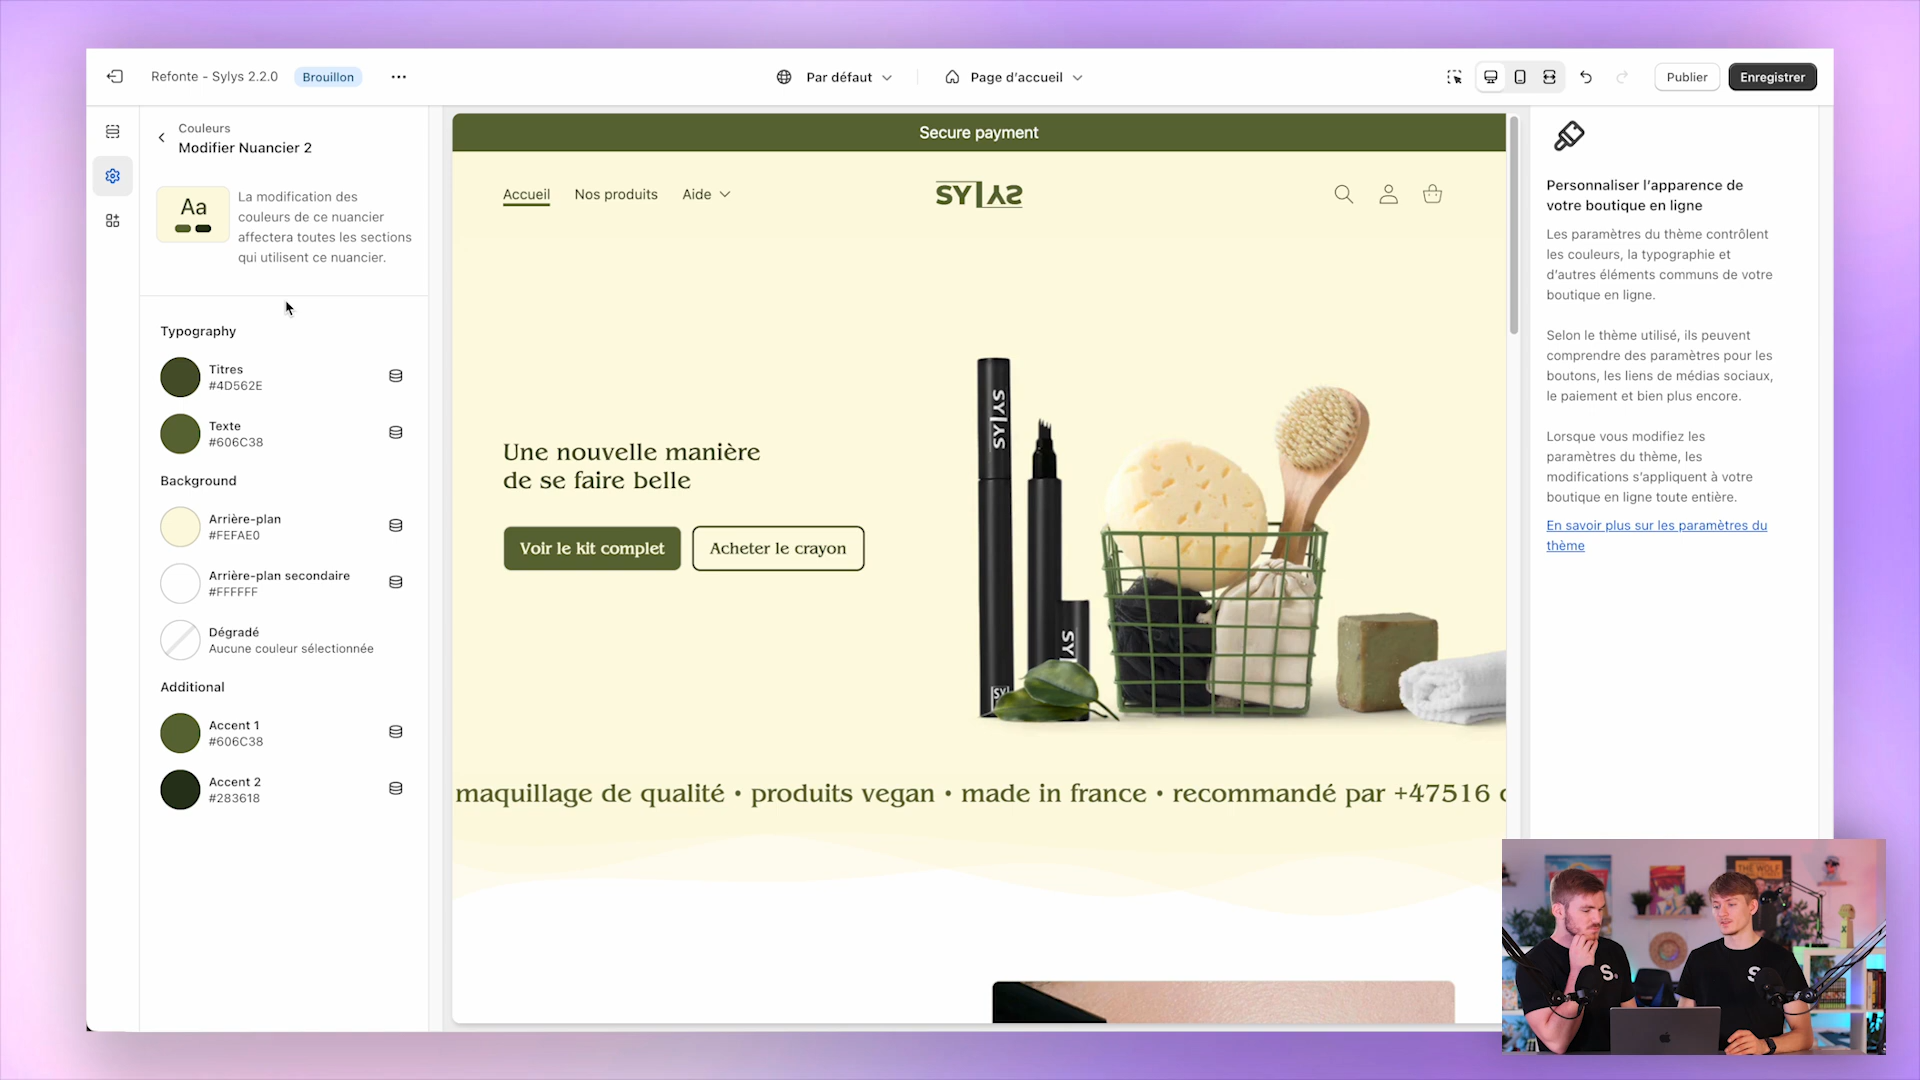 Refonte - Sylys 2.2.0
Brouillon
Par défaut
Page d'accueil
Publier
Enregistrer
Couleurs
Modifier Nuancier 2
Aa
La modification des
couleurs de ce nuancier
affectera toutes les sections
qui utilisent ce nuancier.
Typography
Titres
#4D562E
Texte
#606C38
Background
Arrière-plan
#FEFAE0
Arrière-plan secondaire
#FFFFFF
Dégradé
Aucune couleur sélectionnée
Additional
Accent 1
#606C38
Accent 2
#283618
Secure payment
Accueil
Nos produits
Aide
Une nouvelle manière
de se faire belle
Voir le kit complet
Acheter le crayon
maquillage de qualité • produits vegan • made in france • recommandé par +47516 c
Personnaliser l'apparence de
votre boutique en ligne
Les paramètres du thème contrôlent
les couleurs, la typographie et
d'autres éléments communs de votre
boutique en ligne.
Selon le thème utilisé, ils peuvent
comprendre des paramètres pour les
boutons, les liens de médias sociaux,
le paiement et bien plus encore.
Lorsque vous modifiez les
paramètres du thème, les
modifications s'appliquent à votre
boutique en ligne toute entière.
En savoir plus sur les paramètres du
thème
THE WOLF
S.